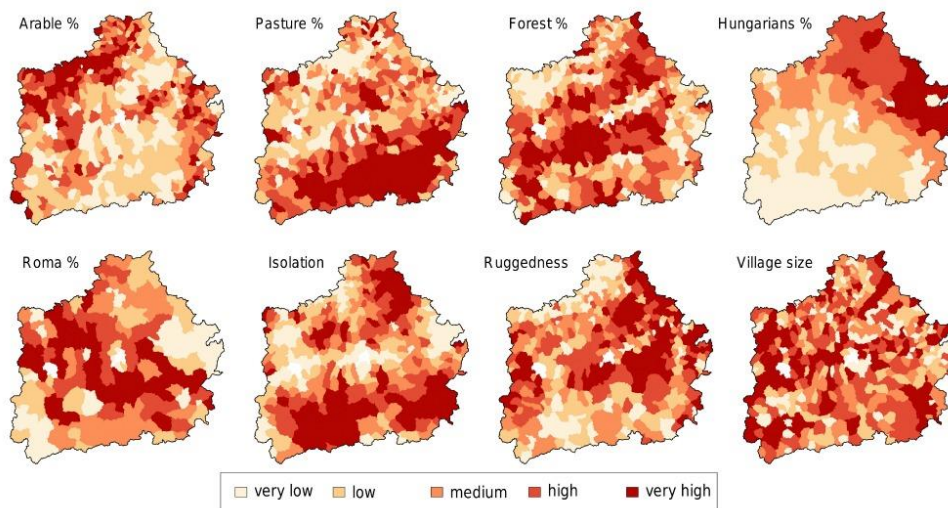 Arable %
Pasture %
Forest %
Hungarians %
Roma %
Isolation
Ruggedness
Village size
very low
low
medium
high
very high